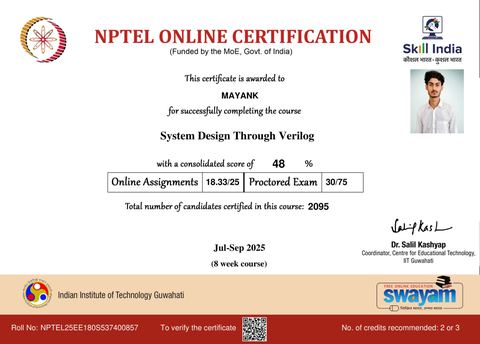 NPTEL ONLINE CERTIFICATION
(Funded by the MoE, Govt. of India)
Skill India
कौशल भारत - कुशल भारत
This certificate is awarded to
MAYANK
for successfully completing the course
System Design Through Verilog
with a consolidated score of 48 %
Online Assignments 18.33/25 Proctored Exam 30/75
Total number of candidates certified in this course: 2095
Jul-Sep 2025
(8 week course)
Dr. Salil Kashyap
Coordinator, Centre for Educational Technology,
IIT Guwahati
Indian Institute of Technology Guwahati
FREE ONLINE EDUCATION
swayam
शिक्षित भारत, उन्नत भारत
Roll No: NPTEL25EE180S537400857 To verify the certificate No. of credits recommended: 2 or 3